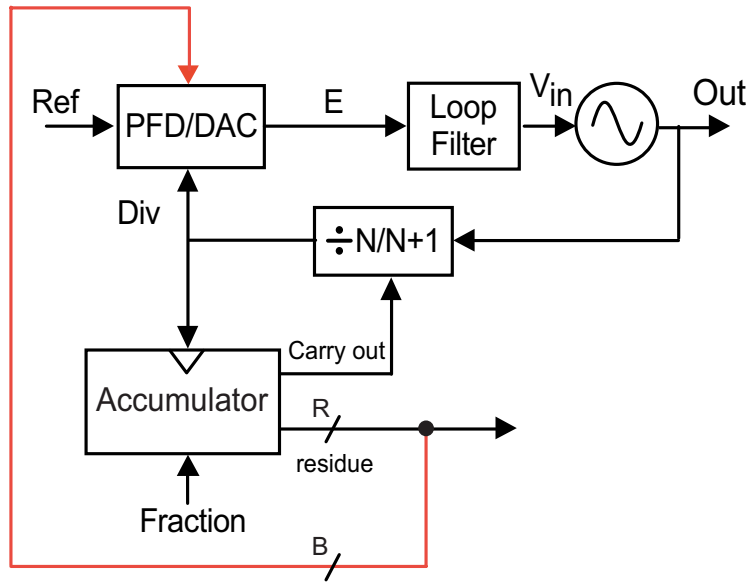 Ref
PFD/DAC
E
Loop
Filter
Vin
Out
Div
÷N/N+1
Carry out
Accumulator
R
residue
Fraction
B